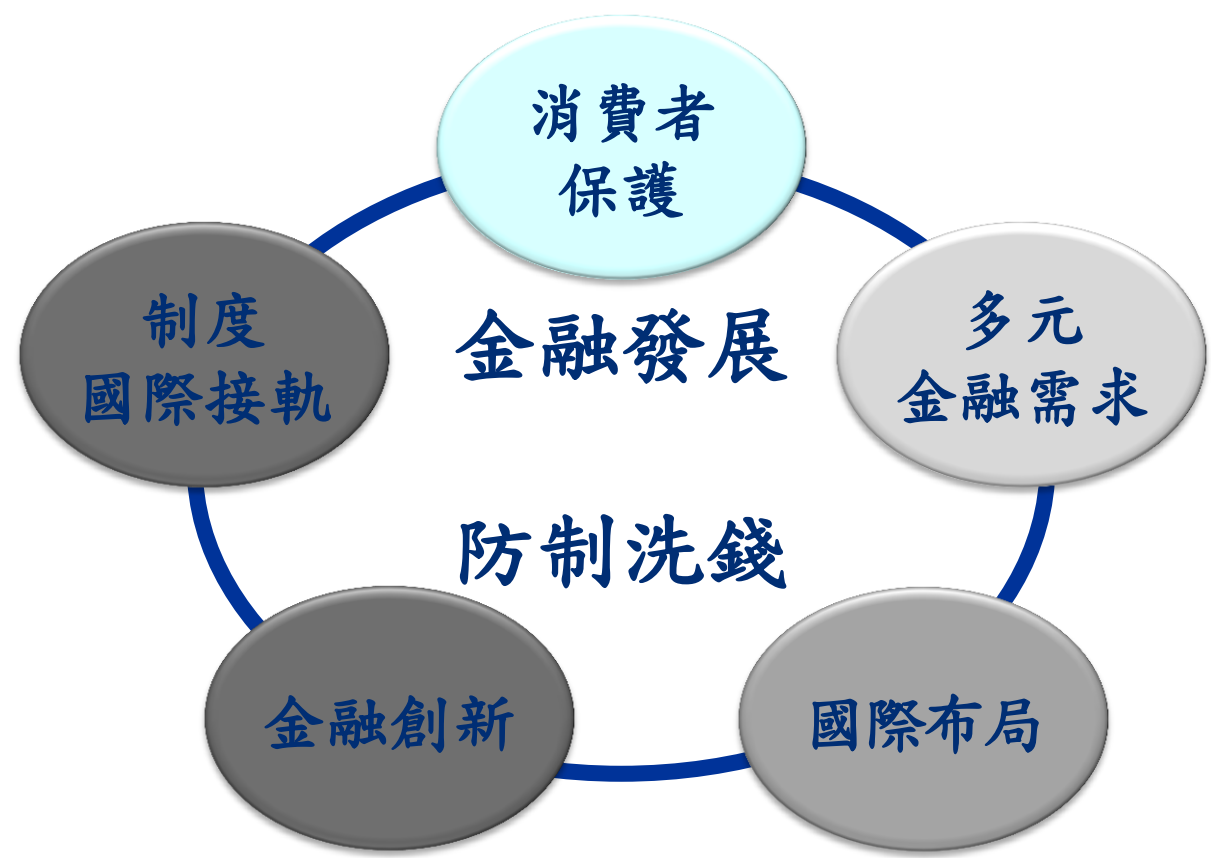 消費者
保護
制度
國際接軌
金融發展
多元
金融需求
防制洗錢
金融創新
國際布局